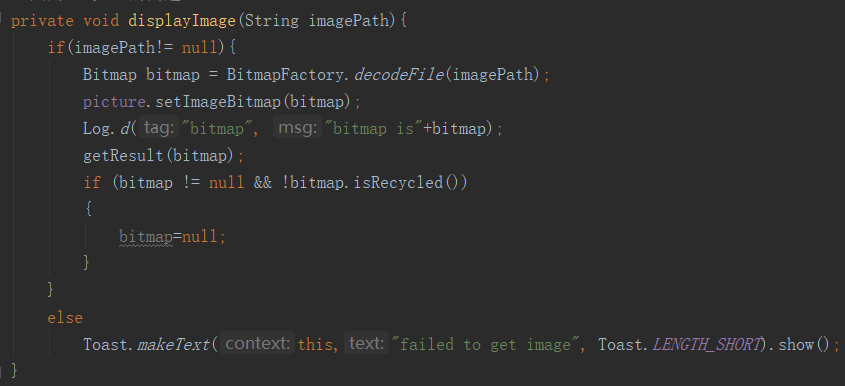 private void displayImage(String imagePath){
if(imagePath!= null){
Bitmap bitmap = BitmapFactory.decodeFile(imagePath);
picture.setImageBitmap(bitmap);
Log.d( tag: "bitmap", msg: "bitmap is"+bitmap);
getResult(bitmap);
if (bitmap != null && !bitmap.isRecycled())
{
bitmap=null;
}
}
else
Toast.makeText( context: this, text: "failed to get image", Toast.LENGTH_SHORT).show();
}